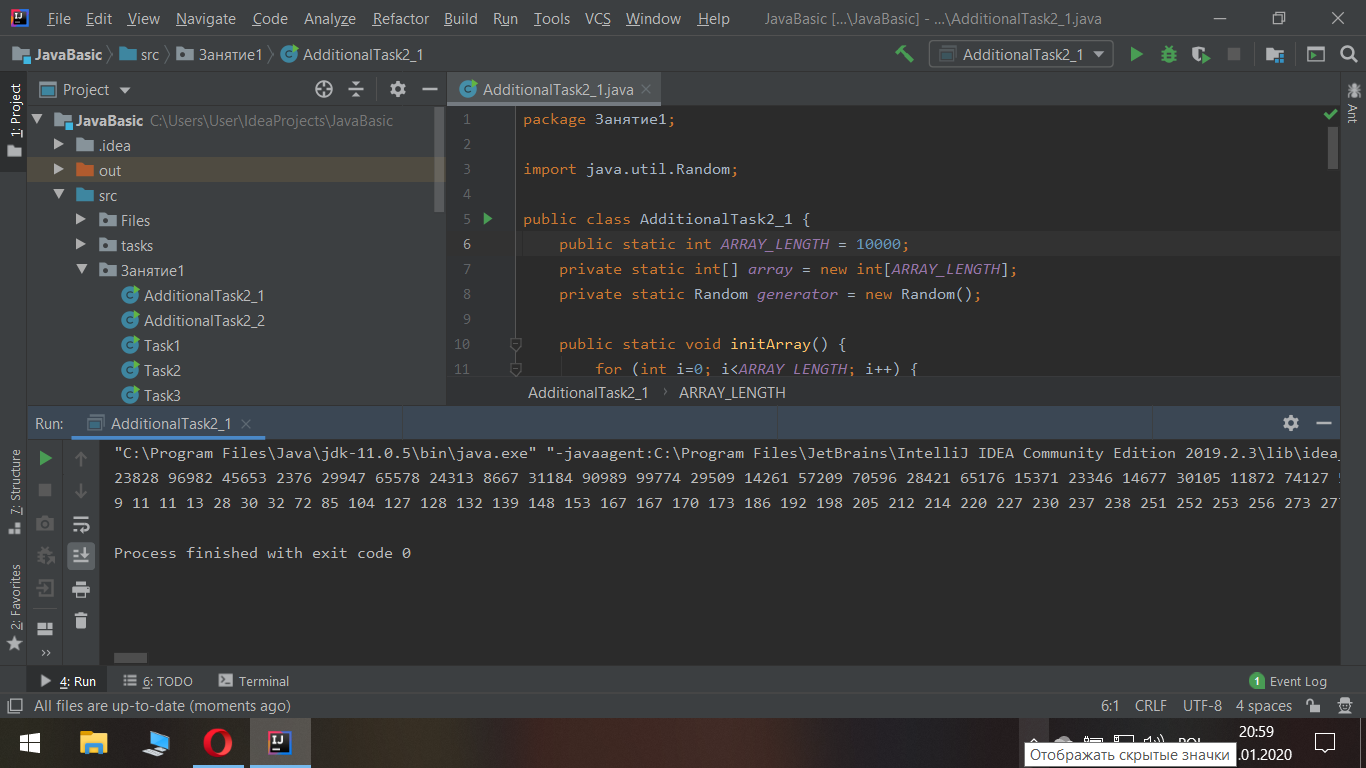 File Edit View Navigate Code Analyze Refactor Build Run Tools VCS Window Help JavaBasic [...\JavaBasic] - ...\AdditionalTask2_1.java
JavaBasic src Занятие1 AdditionalTask2_1 AdditionalTask2_1
1: Project
Project
AdditionalTask2_1.java
Ant
JavaBasic C:\Users\User\IdeaProjects\JavaBasic
.idea
out
src
Files
tasks
Занятие1
AdditionalTask2_1
AdditionalTask2_2
Task1
Task2
Task3
1 package Занятие1;
2
3 import java.util.Random;
4
5 public class AdditionalTask2_1 {
6 public static int ARRAY_LENGTH = 10000;
7 private static int[] array = new int[ARRAY_LENGTH];
8 private static Random generator = new Random();
9
10 public static void initArray() {
11 for (int i=0; i<ARRAY_LENGTH; i++) {
AdditionalTask2_1 ARRAY_LENGTH
Run: AdditionalTask2_1
7: Structure
2: Favorites
"C:\Program Files\Java\jdk-11.0.5\bin\java.exe" "-javaagent:C:\Program Files\JetBrains\IntelliJ IDEA Community Edition 2019.2.3\lib\idea_
23828 96982 45653 2376 29947 65578 24313 8667 31184 90989 99774 29509 14261 57209 70596 28421 65176 15371 23346 14677 30105 11872 74127
9 11 11 13 28 30 32 72 85 104 127 128 132 139 148 153 167 167 170 173 186 192 198 205 212 214 220 227 230 237 238 251 252 253 256 273
Process finished with exit code 0
4: Run 6: TODO Terminal 1 Event Log
All files are up-to-date (moments ago) 6:1 CRLF UTF-8 4 spaces
20:59
.01.2020
Отображать скрытые значки